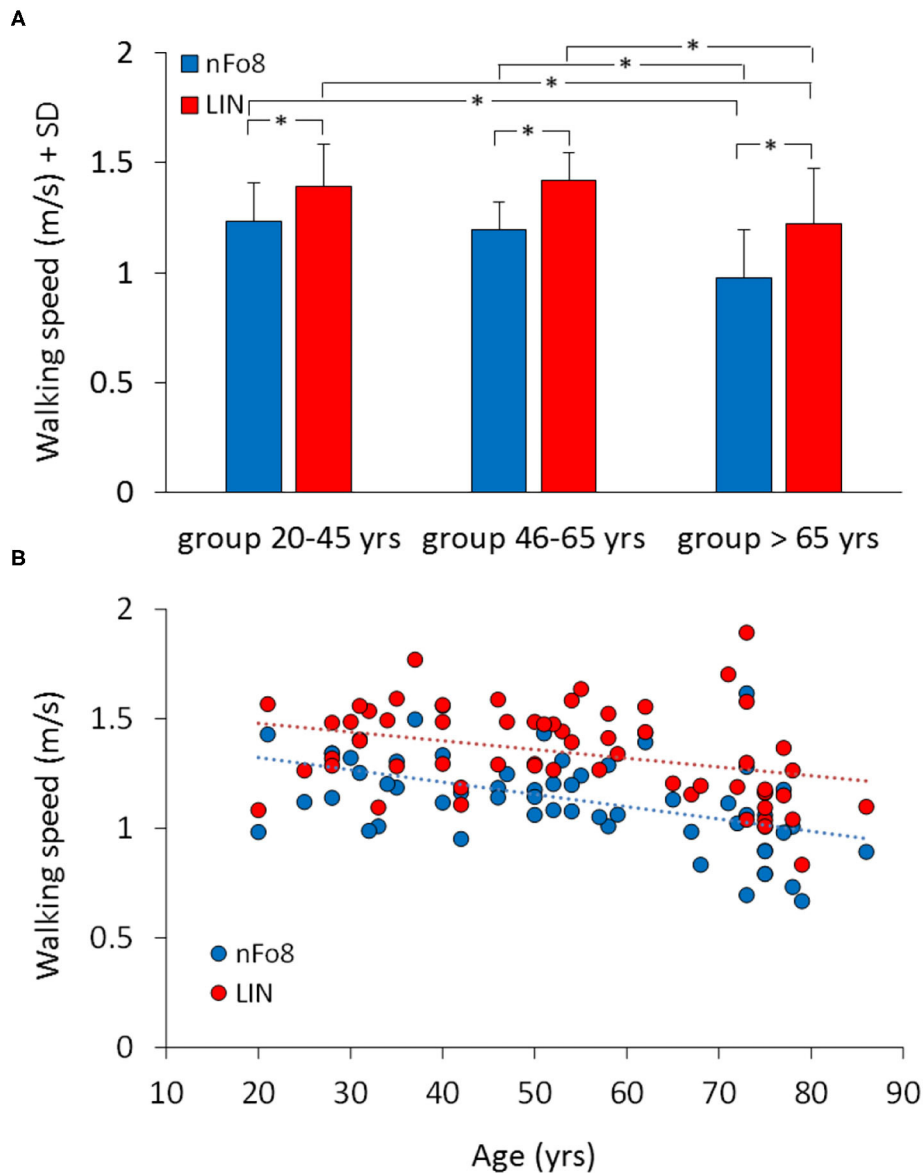 A
Walking speed (m/s) + SD
2
1.5
1
0.5
0
nFo8
LIN
*
*
*
*
*
*
*
group 20-45 yrs
group 46-65 yrs
group > 65 yrs
B
Walking speed (m/s)
2
1.5
1
0.5
0
nFo8
LIN
10 20 30 40 50 60 70 80 90
Age (yrs)